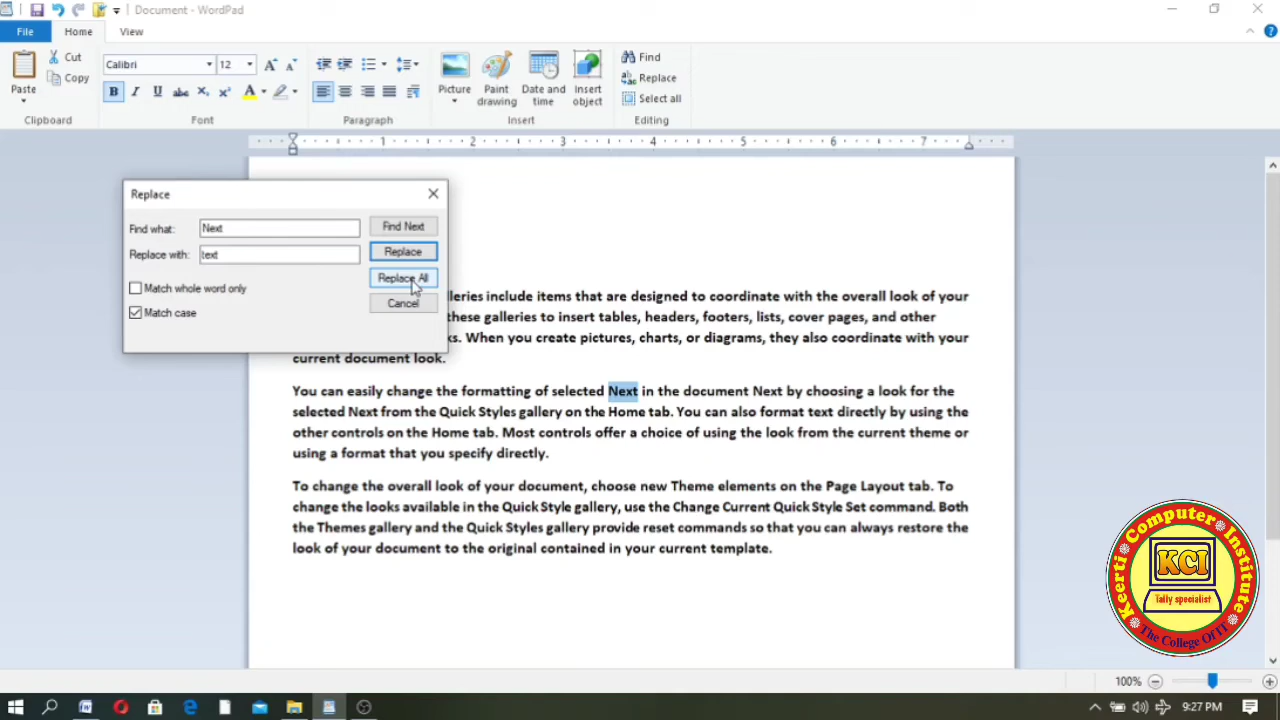 Document - WordPad
File
Home
View
Paste
Cut
Copy
Clipboard
Calibri
12
Font
Paragraph
Picture
Paint drawing
Date and time
Insert object
Insert
Find
Replace
Select all
Editing
1 2 3 4 5 6 7
Replace
Find what: Next
Find Next
Replace with: text
Replace
Match whole word only
Replace All
Match case
Cancel
leries include items that are designed to coordinate with the overall look of your
these galleries to insert tables, headers, footers, lists, cover pages, and other
ks. When you create pictures, charts, or diagrams, they also coordinate with your
current document look.
You can easily change the formatting of selected Next in the document Next by choosing a look for the
selected Next from the Quick Styles gallery on the Home tab. You can also format text directly by using the
other controls on the Home tab. Most controls offer a choice of using the look from the current theme or
using a format that you specify directly.
To change the overall look of your document, choose new Theme elements on the Page Layout tab. To
change the looks available in the Quick Style gallery, use the Change Current Quick Style Set command. Both
the Themes gallery and the Quick Styles gallery provide reset commands so that you can always restore the
look of your document to the original contained in your current template.
Keerti Computer Institute
KCI
Tally specialist
The College Of IT
100%
9:27 PM